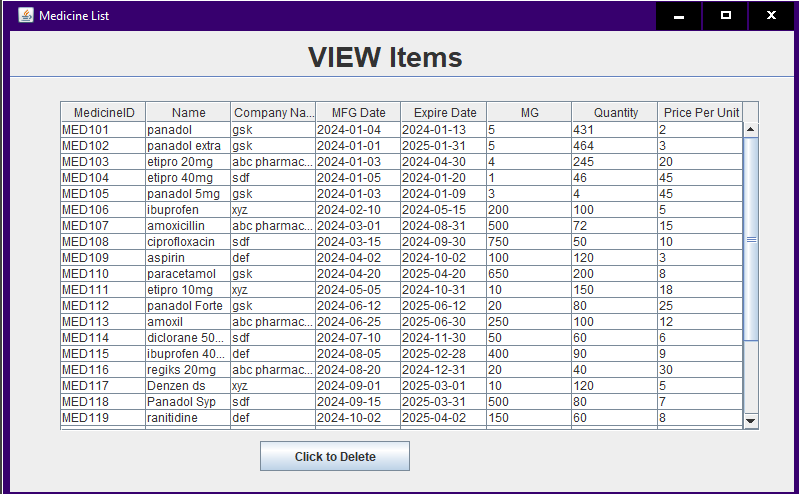 Medicine List
VIEW Items
MedicineID Name Company Na... MFG Date Expire Date MG Quantity Price Per Unit
MED101 panadol gsk 2024-01-04 2024-01-13 5 431 2
MED102 panadol extra gsk 2024-01-01 2025-01-31 5 464 3
MED103 etipro 20mg abc pharmac... 2024-01-03 2024-04-30 4 245 20
MED104 etipro 40mg sdf 2024-01-05 2024-01-20 1 46 45
MED105 panadol 5mg gsk 2024-01-03 2024-01-09 3 4 45
MED106 ibuprofen xyz 2024-02-10 2024-05-15 200 100 5
MED107 amoxicillin abc pharmac... 2024-03-01 2024-08-31 500 72 15
MED108 ciprofloxacin sdf 2024-03-15 2024-09-30 750 50 10
MED109 aspirin def 2024-04-02 2024-10-02 100 120 3
MED110 paracetamol gsk 2024-04-20 2025-04-20 650 200 8
MED111 etipro 10mg xyz 2024-05-05 2024-10-31 10 150 18
MED112 panadol Forte gsk 2024-06-12 2025-06-12 20 80 25
MED113 amoxil abc pharmac... 2024-06-25 2025-06-30 250 100 12
MED114 diclorane 50... sdf 2024-07-10 2024-11-30 50 60 6
MED115 ibuprofen 40... def 2024-08-05 2025-02-28 400 90 9
MED116 regiks 20mg abc pharmac... 2024-08-20 2024-12-31 20 40 30
MED117 Denzen ds xyz 2024-09-01 2025-03-01 10 120 5
MED118 Panadol Syp sdf 2024-09-15 2025-03-31 500 80 7
MED119 ranitidine def 2024-10-02 2025-04-02 150 60 8
Click to Delete